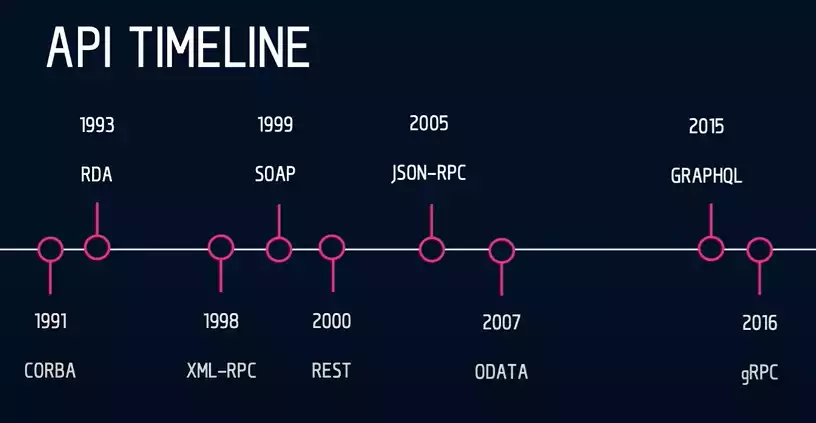 API TIMELINE
1993
1999
2005
2015
RDA
SOAP
JSON-RPC
GRAPHQL
1991
1998
2000
2007
2016
CORBA
XML-RPC
REST
ODATA
gRPC